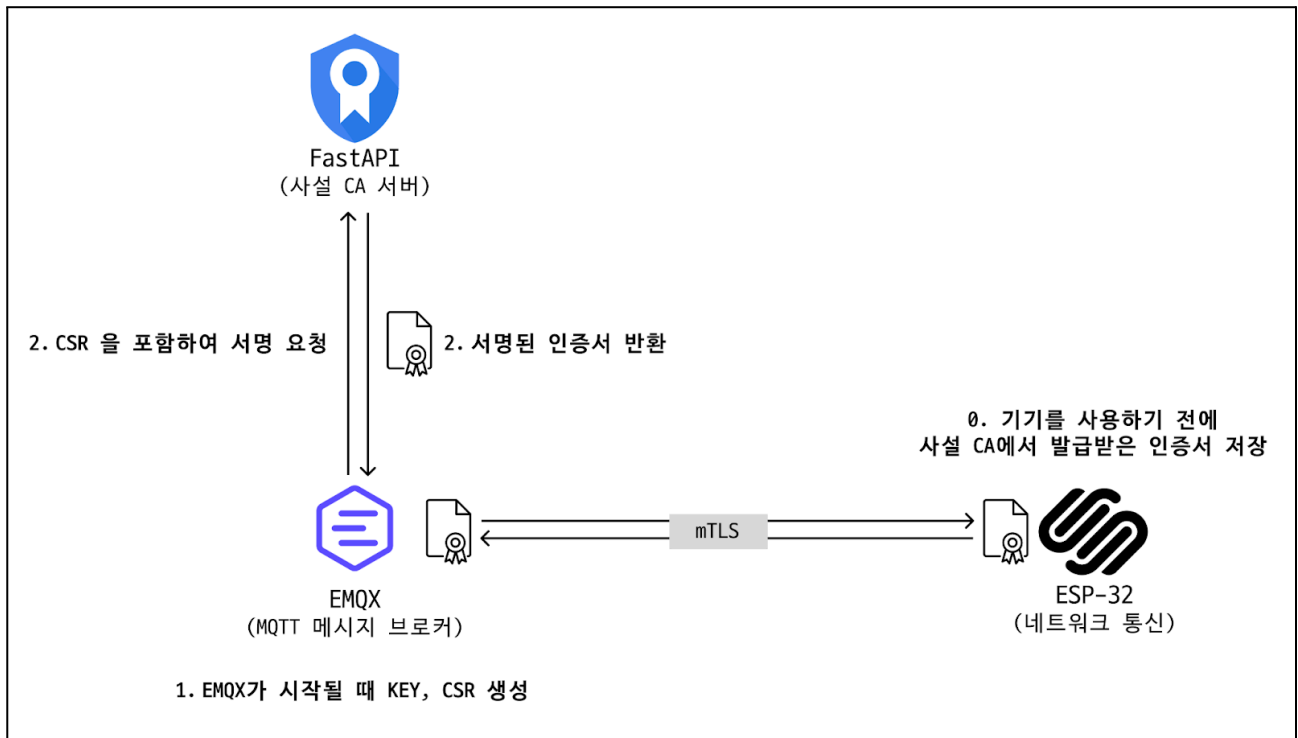 FastAPI
(사설 CA 서버)
2. CSR 을 포함하여 서명 요청
2. 서명된 인증서 반환
0. 기기를 사용하기 전에
사설 CA에서 발급받은 인증서 저장
mTLS
EMQX
(MQTT 메시지 브로커)
ESP-32
(네트워크 통신)
1. EMQX가 시작될 때 KEY, CSR 생성